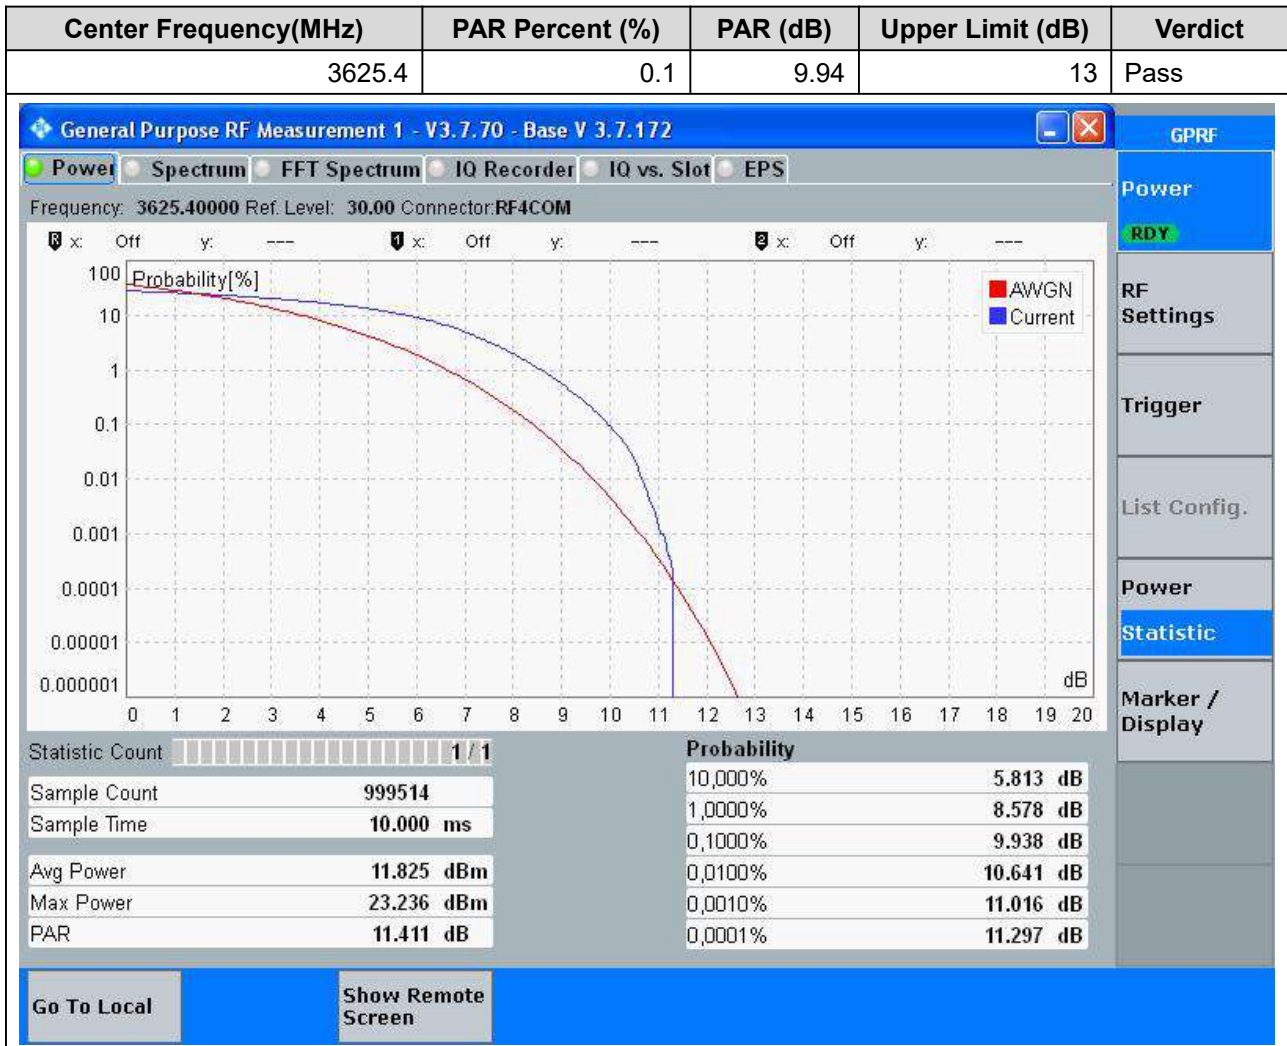 Center Frequency(MHz) PAR Percent (%) PAR (dB) Upper Limit (dB) Verdict
3625.4 0.1 9.94 13 Pass
General Purpose RF Measurement 1 - V3.7.70 - Base V 3.7.172
GPRF
Power Spectrum FFT Spectrum IQ Recorder IQ vs. Slot EPS
Power
RDY
Frequency: 3625.40000 Ref. Level: 30.00 Connector:RF4COM
R x: Off y: --- 1 x: Off y: --- 2 x: Off y: ---
Probability[%]
AWGN
Current
100
10
1
0.1
0.01
0.001
0.0001
0.00001
0.000001
dB
0 1 2 3 4 5 6 7 8 9 10 11 12 13 14 15 16 17 18 19 20
RF
Settings
Trigger
List Config.
Power
Statistic
Marker /
Display
Statistic Count 1 / 1
Sample Count 999514
Sample Time 10.000 ms
Avg Power 11.825 dBm
Max Power 23.236 dBm
PAR 11.411 dB
Probability
10,000% 5.813 dB
1,0000% 8.578 dB
0,1000% 9.938 dB
0,0100% 10.641 dB
0,0010% 11.016 dB
0,0001% 11.297 dB
Go To Local
Show Remote
Screen